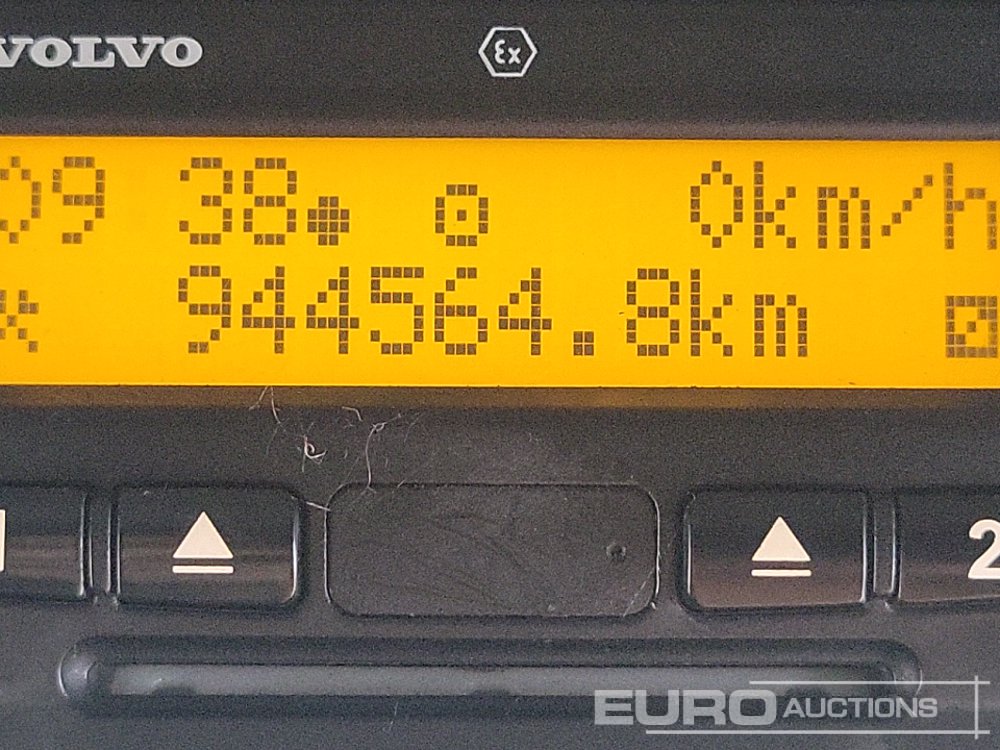 VOLVO
Ex
09 38 0km/h
944564.8km
2
EURO AUCTIONS